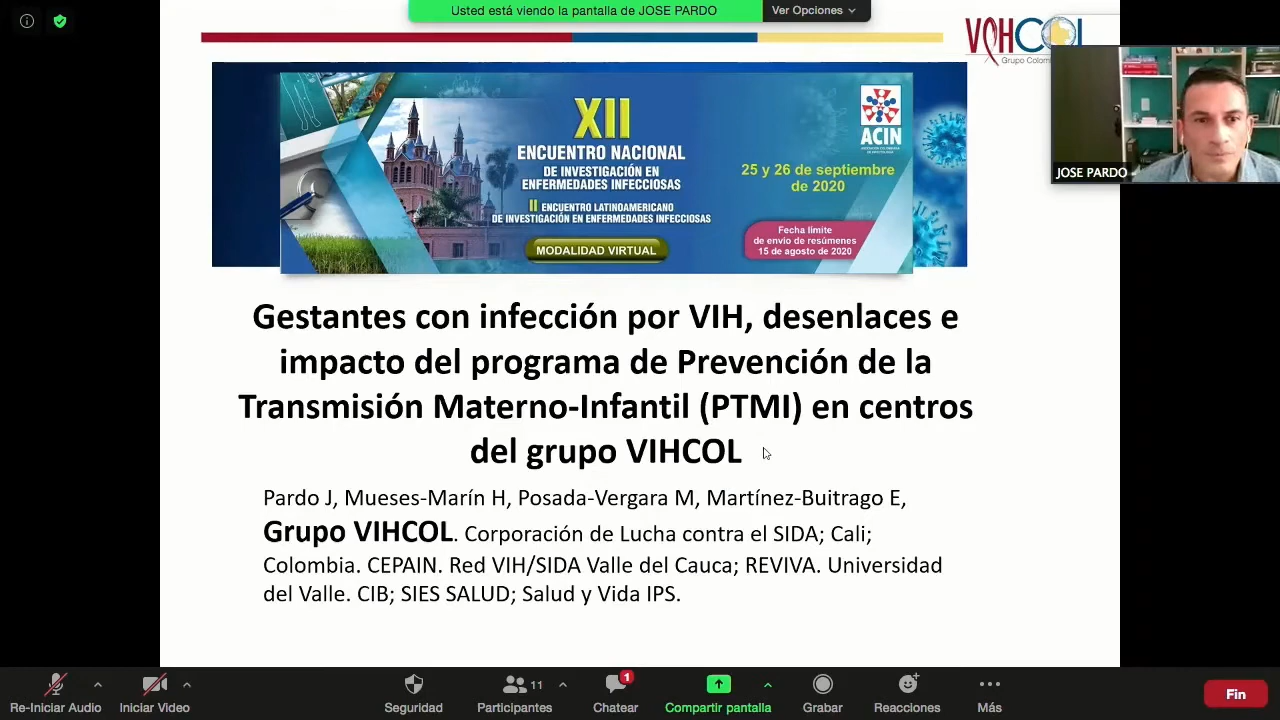 Usted está viendo la pantalla de JOSE PARDO
Ver Opciones
VIHCOL
Grupo Colom
XII
ENCUENTRO NACIONAL
DE INVESTIGACIÓN EN
ENFERMEDADES INFECCIOSAS
II ENCUENTRO LATINOAMERICANO
DE INVESTIGACIÓN EN ENFERMEDADES INFECCIOSAS
MODALIDAD VIRTUAL
ACIN
25 y 26 de septiembre
de 2020
Fecha límite
de envío de resúmenes
15 de agosto de 2020
JOSE PARDO
Gestantes con infección por VIH, desenlaces e
impacto del programa de Prevención de la
Transmisión Materno-Infantil (PTMI) en centros
del grupo VIHCOL
Pardo J, Mueses-Marín H, Posada-Vergara M, Martínez-Buitrago E,
Grupo VIHCOL. Corporación de Lucha contra el SIDA; Cali;
Colombia. CEPAIN. Red VIH/SIDA Valle del Cauca; REVIVA. Universidad
del Valle. CIB; SIES SALUD; Salud y Vida IPS.
Re-Iniciar Audio
Iniciar Video
Seguridad
11
Participantes
1
Chatear
Compartir pantalla
Grabar
Reacciones
Más
Fin